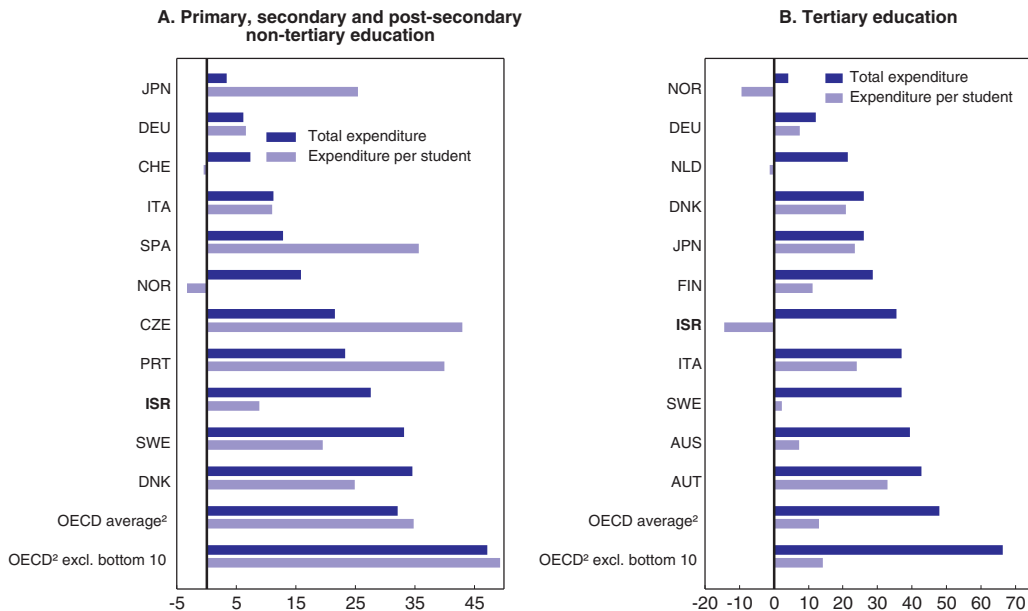 A. Primary, secondary and post-secondary
non-tertiary education
JPN
DEU
CHE
ITA
SPA
NOR
CZE
PRT
ISR
SWE
DNK
OECD average²
OECD² excl. bottom 10
Total expenditure
Expenditure per student
-5 5 15 25 35 45
B. Tertiary education
NOR
DEU
NLD
DNK
JPN
FIN
ISR
ITA
SWE
AUS
AUT
OECD average²
OECD² excl. bottom 10
Total expenditure
Expenditure per student
-20 -10 0 10 20 30 40 50 60 70